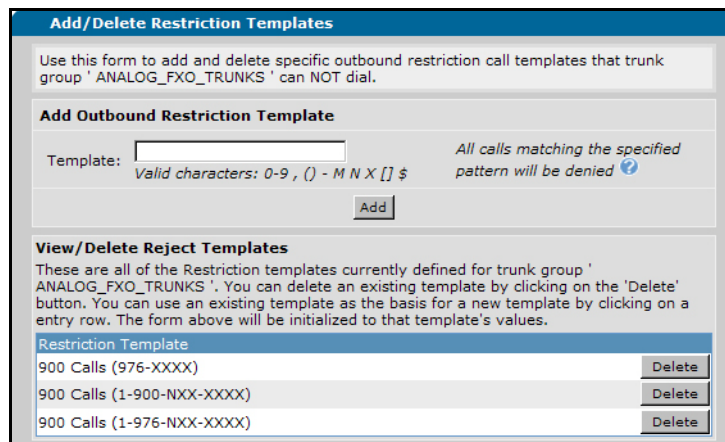 Add/Delete Restriction Templates
Use this form to add and delete specific outbound restriction call templates that trunk
group ' ANALOG_FXO_TRUNKS ' can NOT dial.
Add Outbound Restriction Template
Template:
Valid characters: 0-9 , () - M N X [] $
All calls matching the specified
pattern will be denied ?
Add
View/Delete Reject Templates
These are all of the Restriction templates currently defined for trunk group '
ANALOG_FXO_TRUNKS '. You can delete an existing template by clicking on the 'Delete'
button. You can use an existing template as the basis for a new template by clicking on a
entry row. The form above will be initialized to that template's values.
Restriction Template
900 Calls (976-XXXX) Delete
900 Calls (1-900-NXX-XXXX) Delete
900 Calls (1-976-NXX-XXXX) Delete